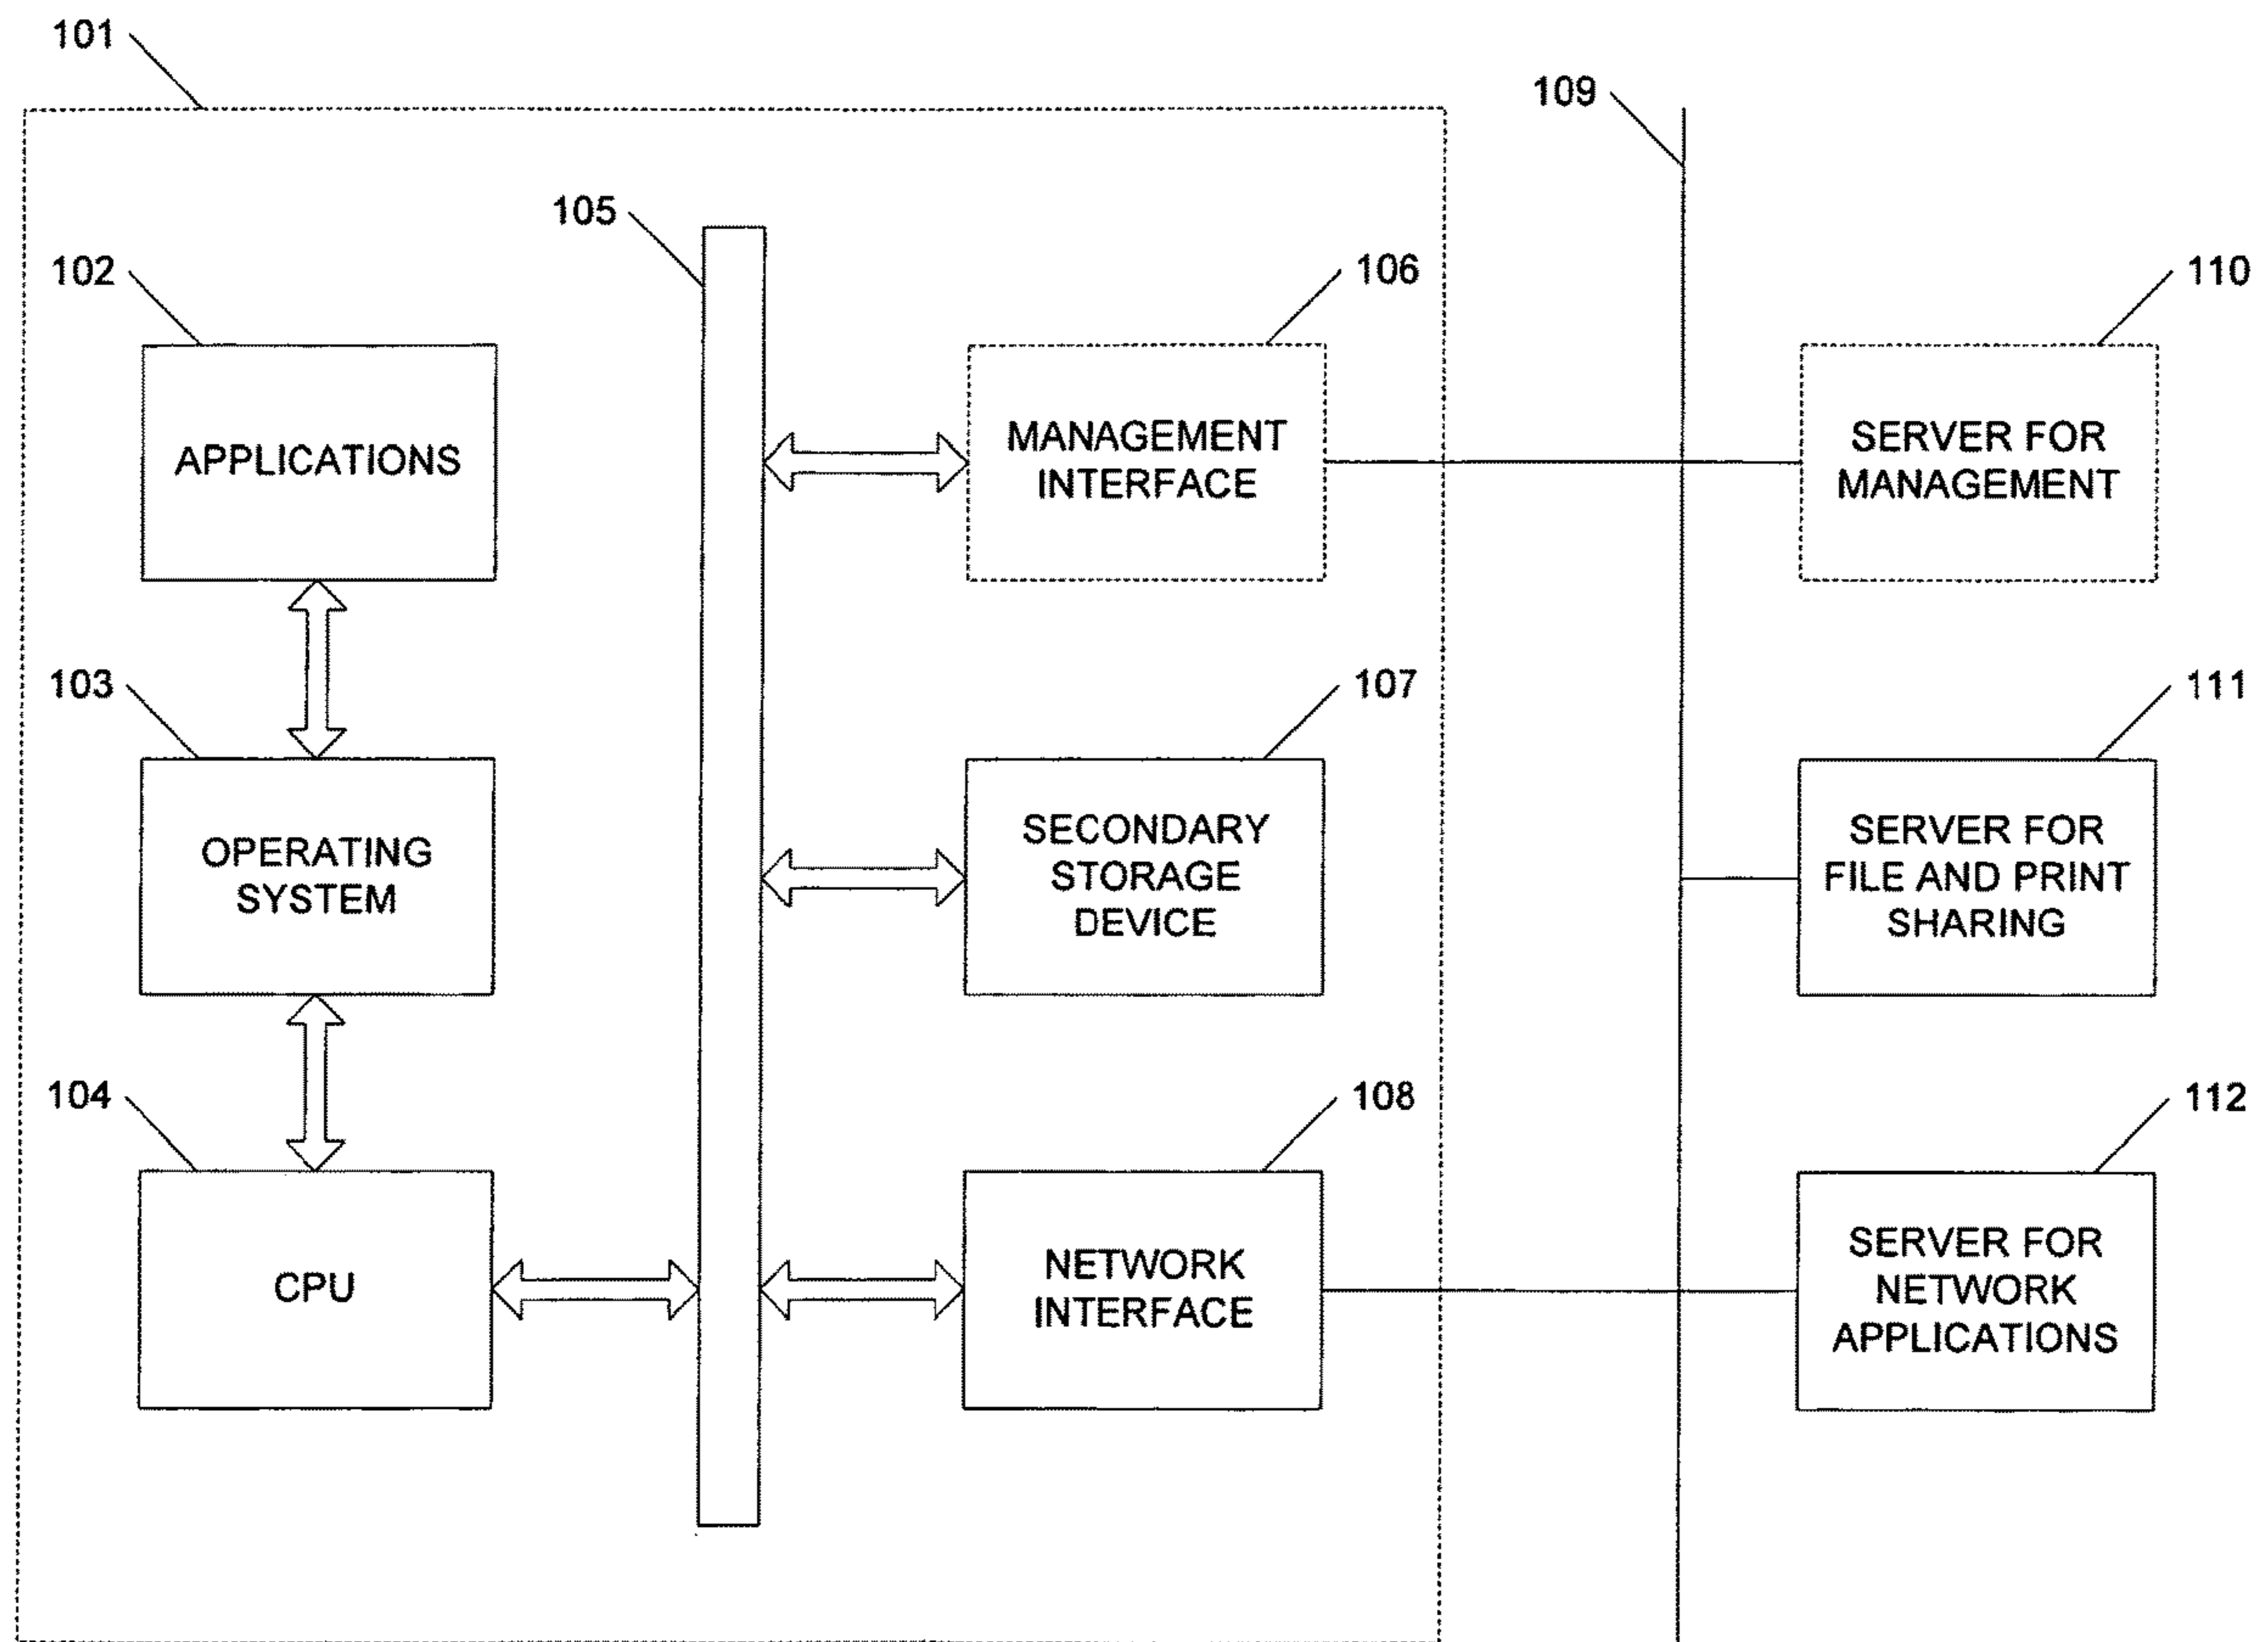 101
109
105
102
106
110
APPLICATIONS
MANAGEMENT
INTERFACE
SERVER FOR
MANAGEMENT
103
107
111
OPERATING
SYSTEM
SECONDARY
STORAGE
DEVICE
SERVER FOR
FILE AND PRINT
SHARING
104
108
112
CPU
NETWORK
INTERFACE
SERVER FOR
NETWORK
APPLICATIONS